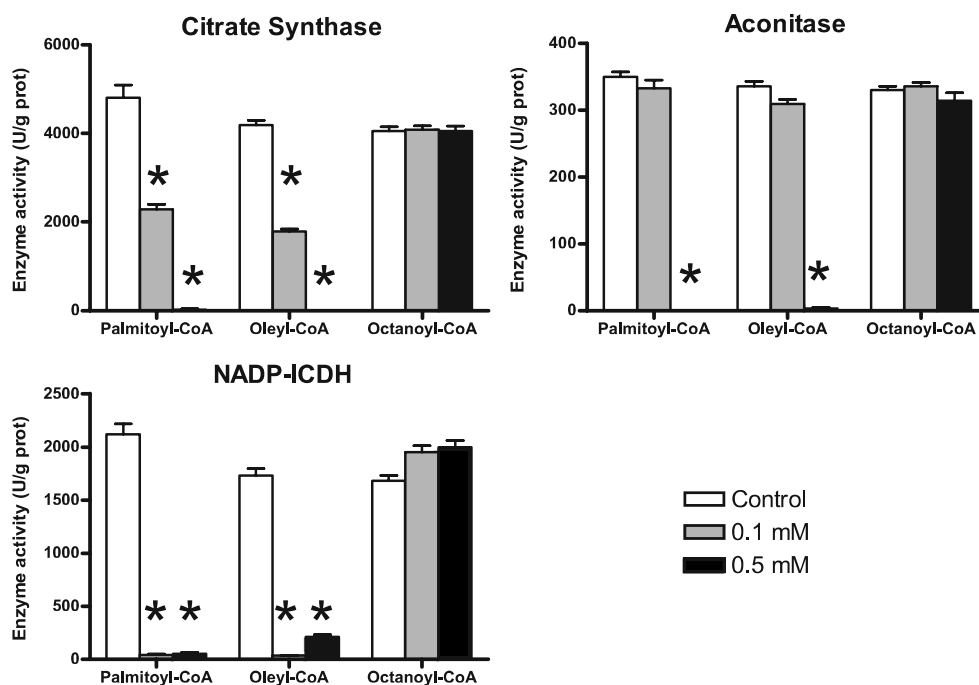 Citrate Synthase
Enzyme activity (U/g prot)
6000
4000
2000
0
*
*
*
*
Palmitoyl-CoA Oleyl-CoA Octanoyl-CoA
Aconitase
Enzyme activity (U/g prot)
400
300
200
100
0
*
*
Palmitoyl-CoA Oleyl-CoA Octanoyl-CoA
NADP-ICDH
Enzyme activity (U/g prot)
2500
2000
1500
1000
500
0
* * * *
Palmitoyl-CoA Oleyl-CoA Octanoyl-CoA
Control
0.1 mM
0.5 mM